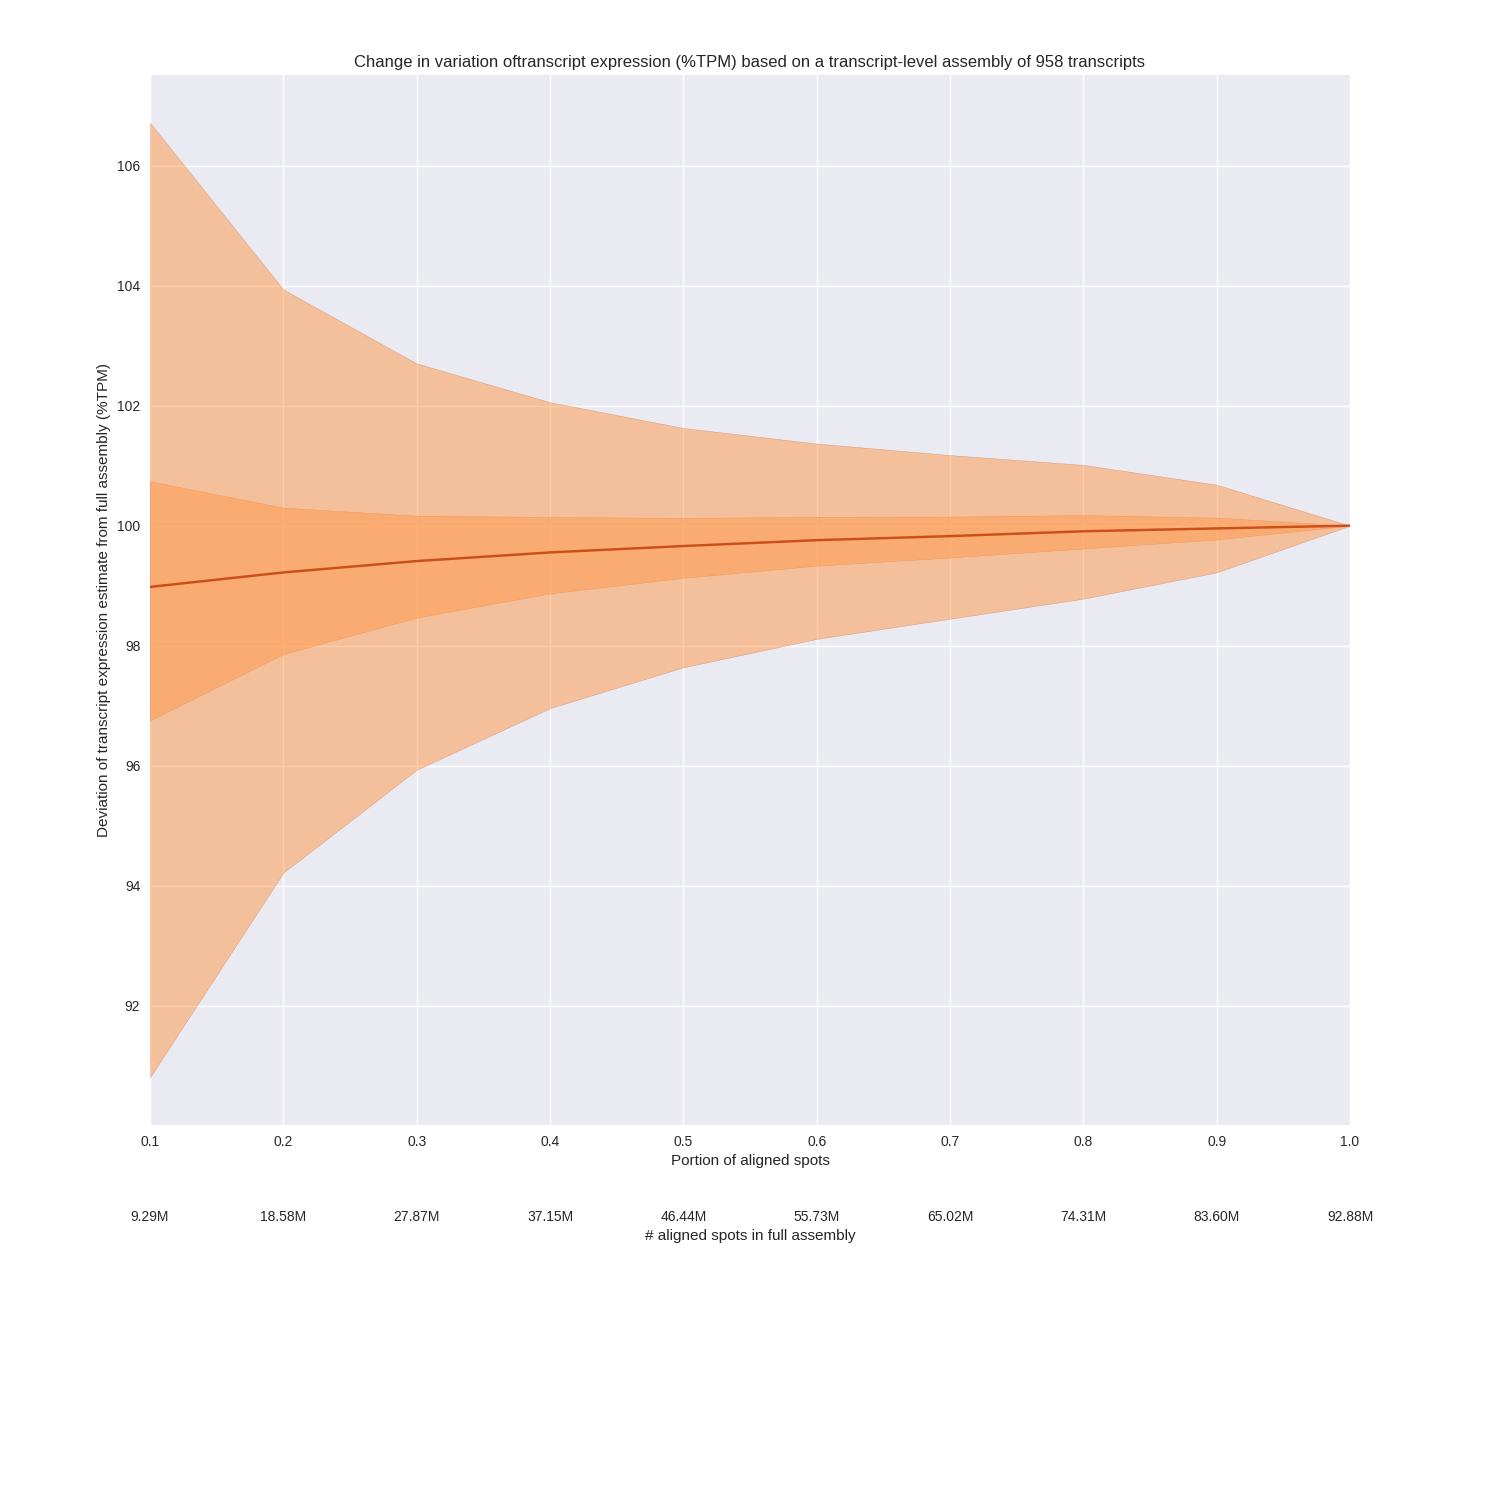 Change in variation oftranscript expression (%TPM) based on a transcript-level assembly of 958 transcripts
Deviation of transcript expression estimate from full assembly (%TPM)
106
104
102
100
98
96
94
92
0.1 0.2 0.3 0.4 0.5 0.6 0.7 0.8 0.9 1.0
Portion of aligned spots
9.29M 18.58M 27.87M 37.15M 46.44M 55.73M 65.02M 74.31M 83.60M 92.88M
# aligned spots in full assembly